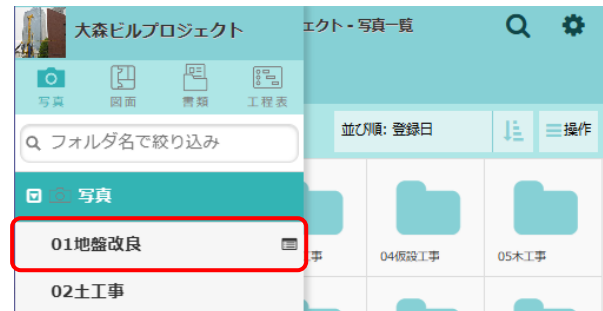 大森ビルプロジェクト
エクト - 写真一覧
写真
図面
書類
工程表
フォルダ名で絞り込み
並び順: 登録日
操作
写真
01地盤改良
02土工事
工事
04仮設工事
05木工事